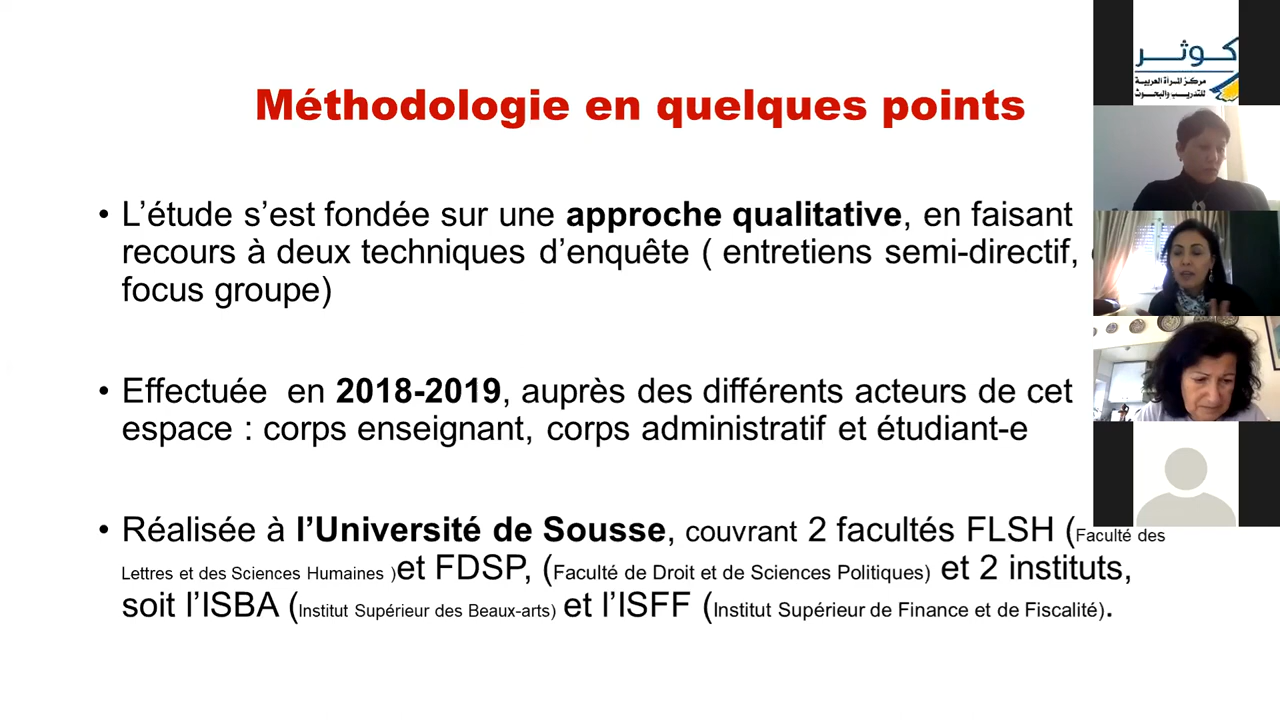 Méthodologie en quelques points
• L’étude s’est fondée sur une approche qualitative, en faisant
recours à deux techniques d’enquête ( entretiens semi-directif,
focus groupe)
• Effectuée en 2018-2019, auprès des différents acteurs de cet
espace : corps enseignant, corps administratif et étudiant-e
• Réalisée à l’Université de Sousse, couvrant 2 facultés FLSH (Faculté des
Lettres et des Sciences Humaines )et FDSP, (Faculté de Droit et de Sciences Politiques) et 2 instituts,
soit l’ISBA (Institut Supérieur des Beaux-arts) et l’ISFF (Institut Supérieur de Finance et de Fiscalité).
كوثر
مركز المرأة العربية
للتدريب والبحوث